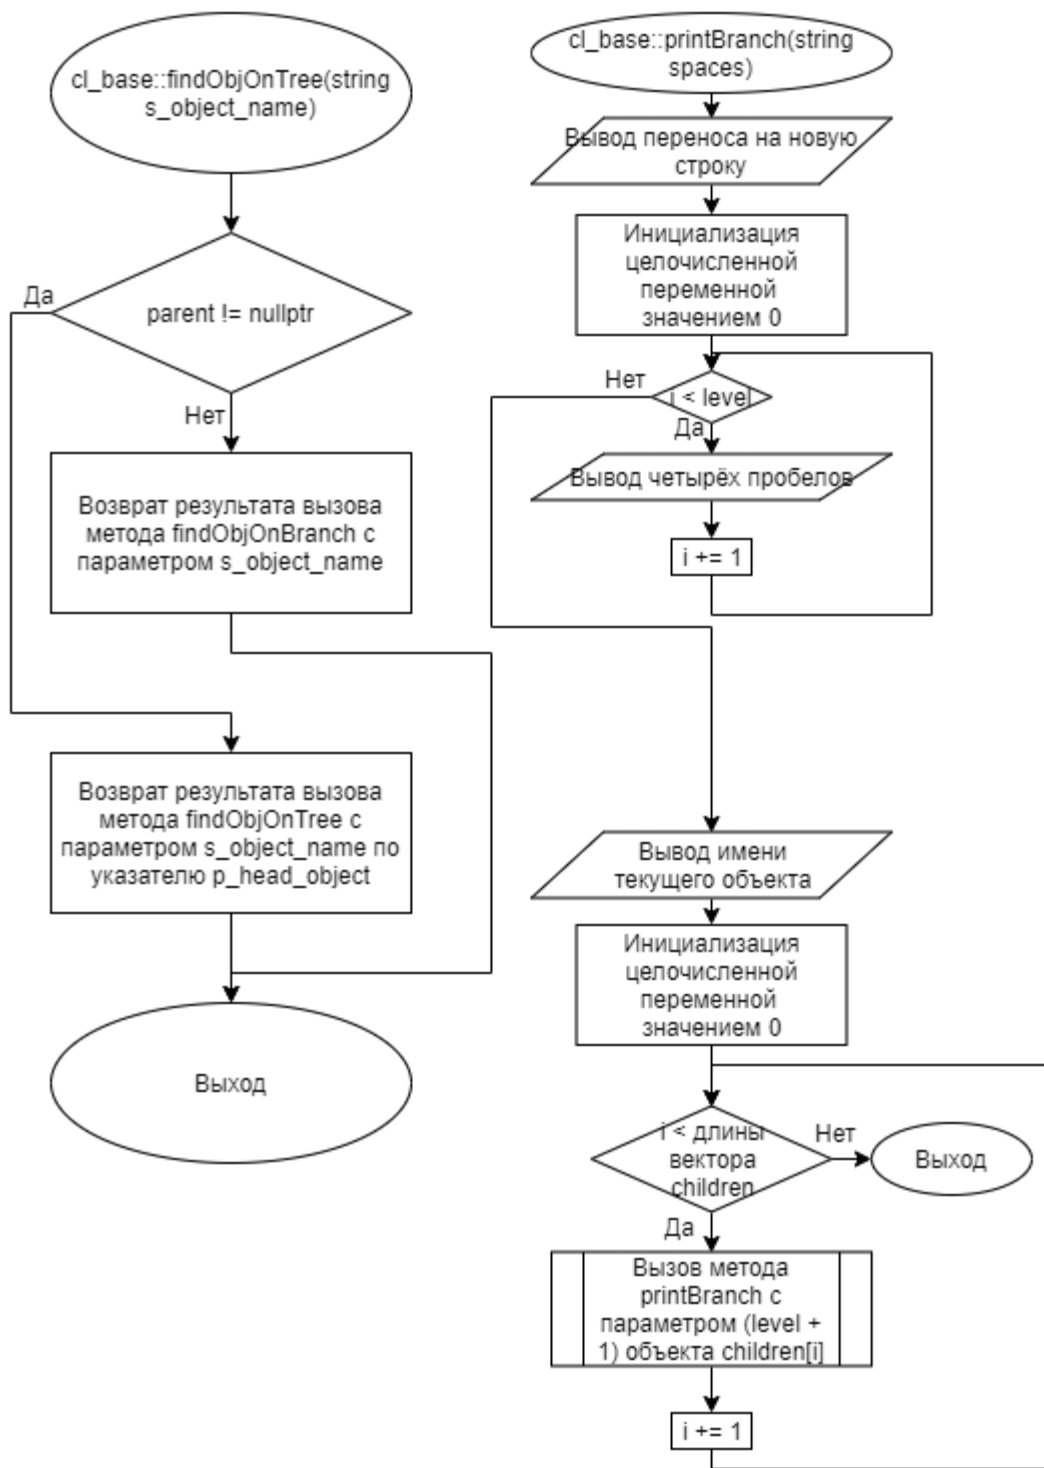 cl_base::findObjOnTree(string
s_object_name)
parent != nullptr
Да
Нет
Возврат результата вызова
метода findObjOnBranch с
параметром s_object_name
Возврат результата вызова
метода findObjOnTree с
параметром s_object_name по
указателю p_head_object
Выход
cl_base::printBranch(string
spaces)
Вывод переноса на новую
строку
Инициализация
целочисленной
переменной
значением 0
Нет
i < level
Да
Вывод четырёх пробелов
i += 1
Вывод имени
текущего объекта
Инициализация
целочисленной
переменной
значением 0
i < длины
вектора
children
Нет
Выход
Да
Вызов метода
printBranch с
параметром (level +
1) объекта children[i]
i += 1